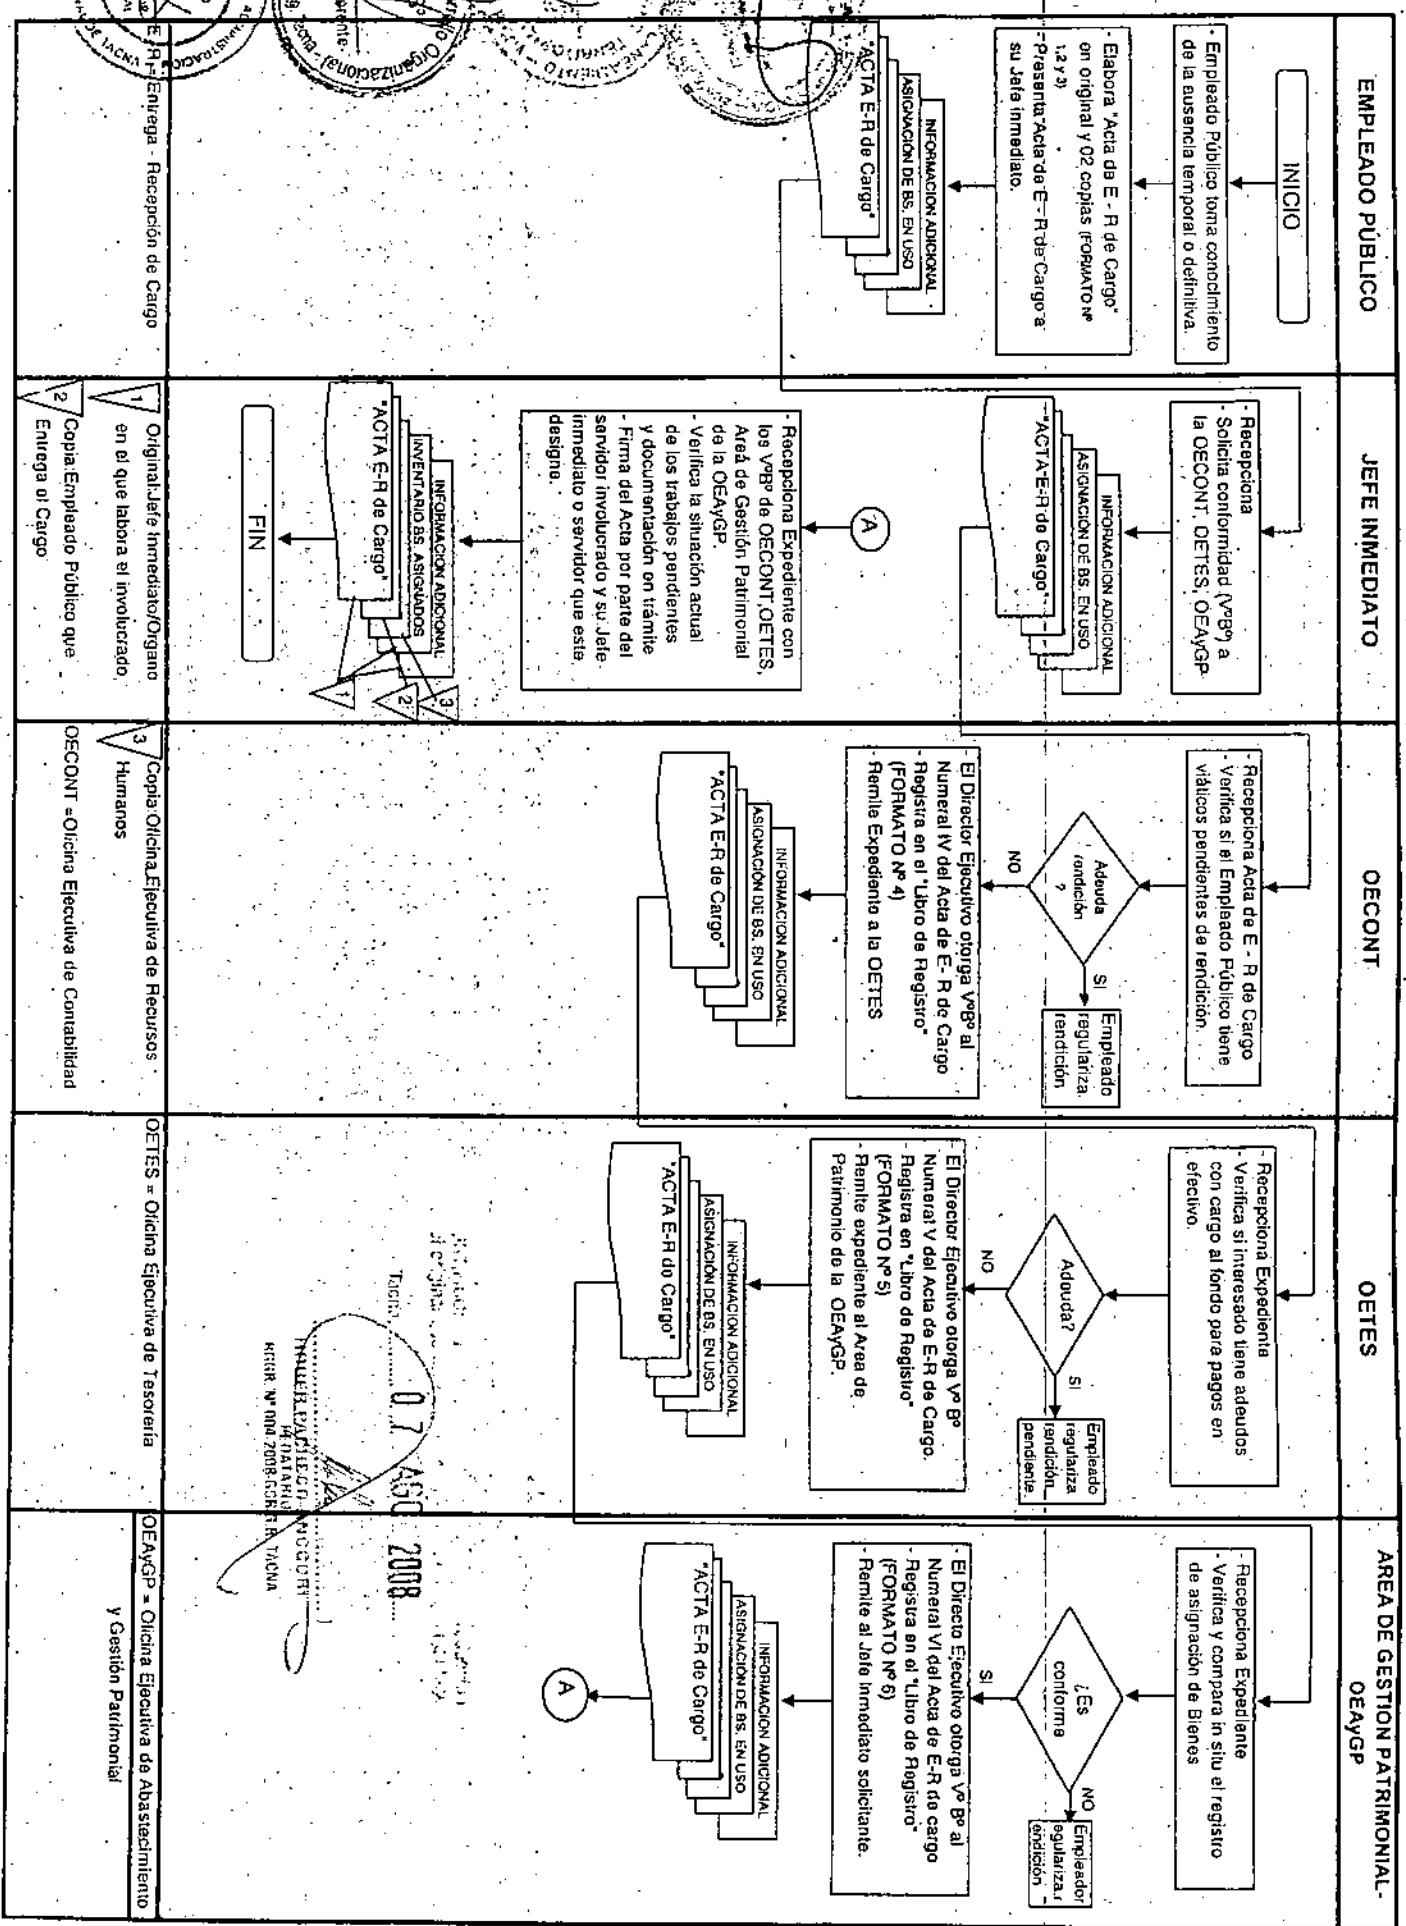 EMPLEADO PÚBLICO
INICIO
- Empleado Público toma conocimiento
de la ausencia temporal o definitiva.
- Elabora "Acta de E - R de Cargo"
en original y 02 copias (FORMATO Nº
1,2 y 3)
- Presenta "Acta de E - R de Cargo a
su Jefe inmediato.
INFORMACION ADICIONAL
ASIGNACIÓN DE BS. EN USO
"ACTA E-R de Cargo"
JEFE INMEDIATO
- Recepciona
- Solicita conformidad (VºBº) a
la OECONT, OETES, OEAyGP
INFORMACION ADICIONAL
ASIGNACIÓN DE BS. EN USO
"ACTA-E-R de Cargo"
A
- Recepciona Expediente con
los VºBº de OECONT, OETES,
Area de Gestión Patrimonial
de la OEAyGP.
- Verifica la situación actual
de los trabajos pendientes
y documentación en trámite
- Firma del Acta por parte del
servidor involucrado y su Jefe
inmediato o servidor que este
designe.
INFORMACION ADICIONAL
INVENTARIO BS. ASIGNADOS
"ACTA E-R de Cargo"
1
2
3
FIN
OECONT
- Recepciona Acta de E - R de Cargo
- Verifica si el Empleado Público tiene
viáticos pendientes de rendición.
Adeuda
rendición
?
SI
Empleado
regulariza
rendición
NO
- El Director Ejecutivo otorga VºBº al
Numeral IV del Acta de E- R de Cargo
- Registra en el "Libro de Registro"
(FORMATO Nº 4)
- Remite Expediente a la OETES
INFORMACION ADICIONAL
ASIGNACIÓN DE BS. EN USO
"ACTA E-R de Cargo"
OETES
- Recepciona Expediente
- Verifica si interesado tiene adeudos
con cargo al fondo para pagos en
efectivo.
Adeuda?
SI
Empleado
regulariza
rendición
pendiente.
NO
- El Director Ejecutivo otorga Vº Bº
Numeral V del Acta de E-R de Cargo.
- Registra en "Libro de Registro"
(FORMATO Nº 5)
- Remite expediente al Area de
Patrimonio de la OEAyGP.
INFORMACION ADICIONAL
ASIGNACIÓN DE BS. EN USO
"ACTA E-R de Cargo"
AREA DE GESTION PATRIMONIAL-
OEAyGP
- Recepciona Expediente
- Verifica y compara in situ el registro
de asignación de Bienes
¿Es
conforme
NO
Empleador
regulariza.r
endición
SI
- El Directo Ejecutivo otorga Vº Bº al
Numeral VI del Acta de E-R de cargo
- Registra en el "Libro de Registro"
(FORMATO Nº 6)
- Remite al Jefe Inmediato solicitante.
INFORMACION ADICIONAL
ASIGNACIÓN DE BS. EN USO
"ACTA E-R de Cargo"
A
Tacna
07 AGO 2008
Organizacional
Entrega - Recepción de Cargo
1 Original:Jefe Inmediato/Organo
en el que labora el involucrado
2 Copia:Empleado Público que
Entrega el Cargo
3 Copia:Oficina Ejecutiva de Recursos
Humanos
OECONT =Oficina Ejecutiva de Contabilidad
OETES = Oficina Ejecutiva de Tesorería
OEAyGP = Oficina Ejecutiva de Abastecimiento
y Gestión Patrimonial